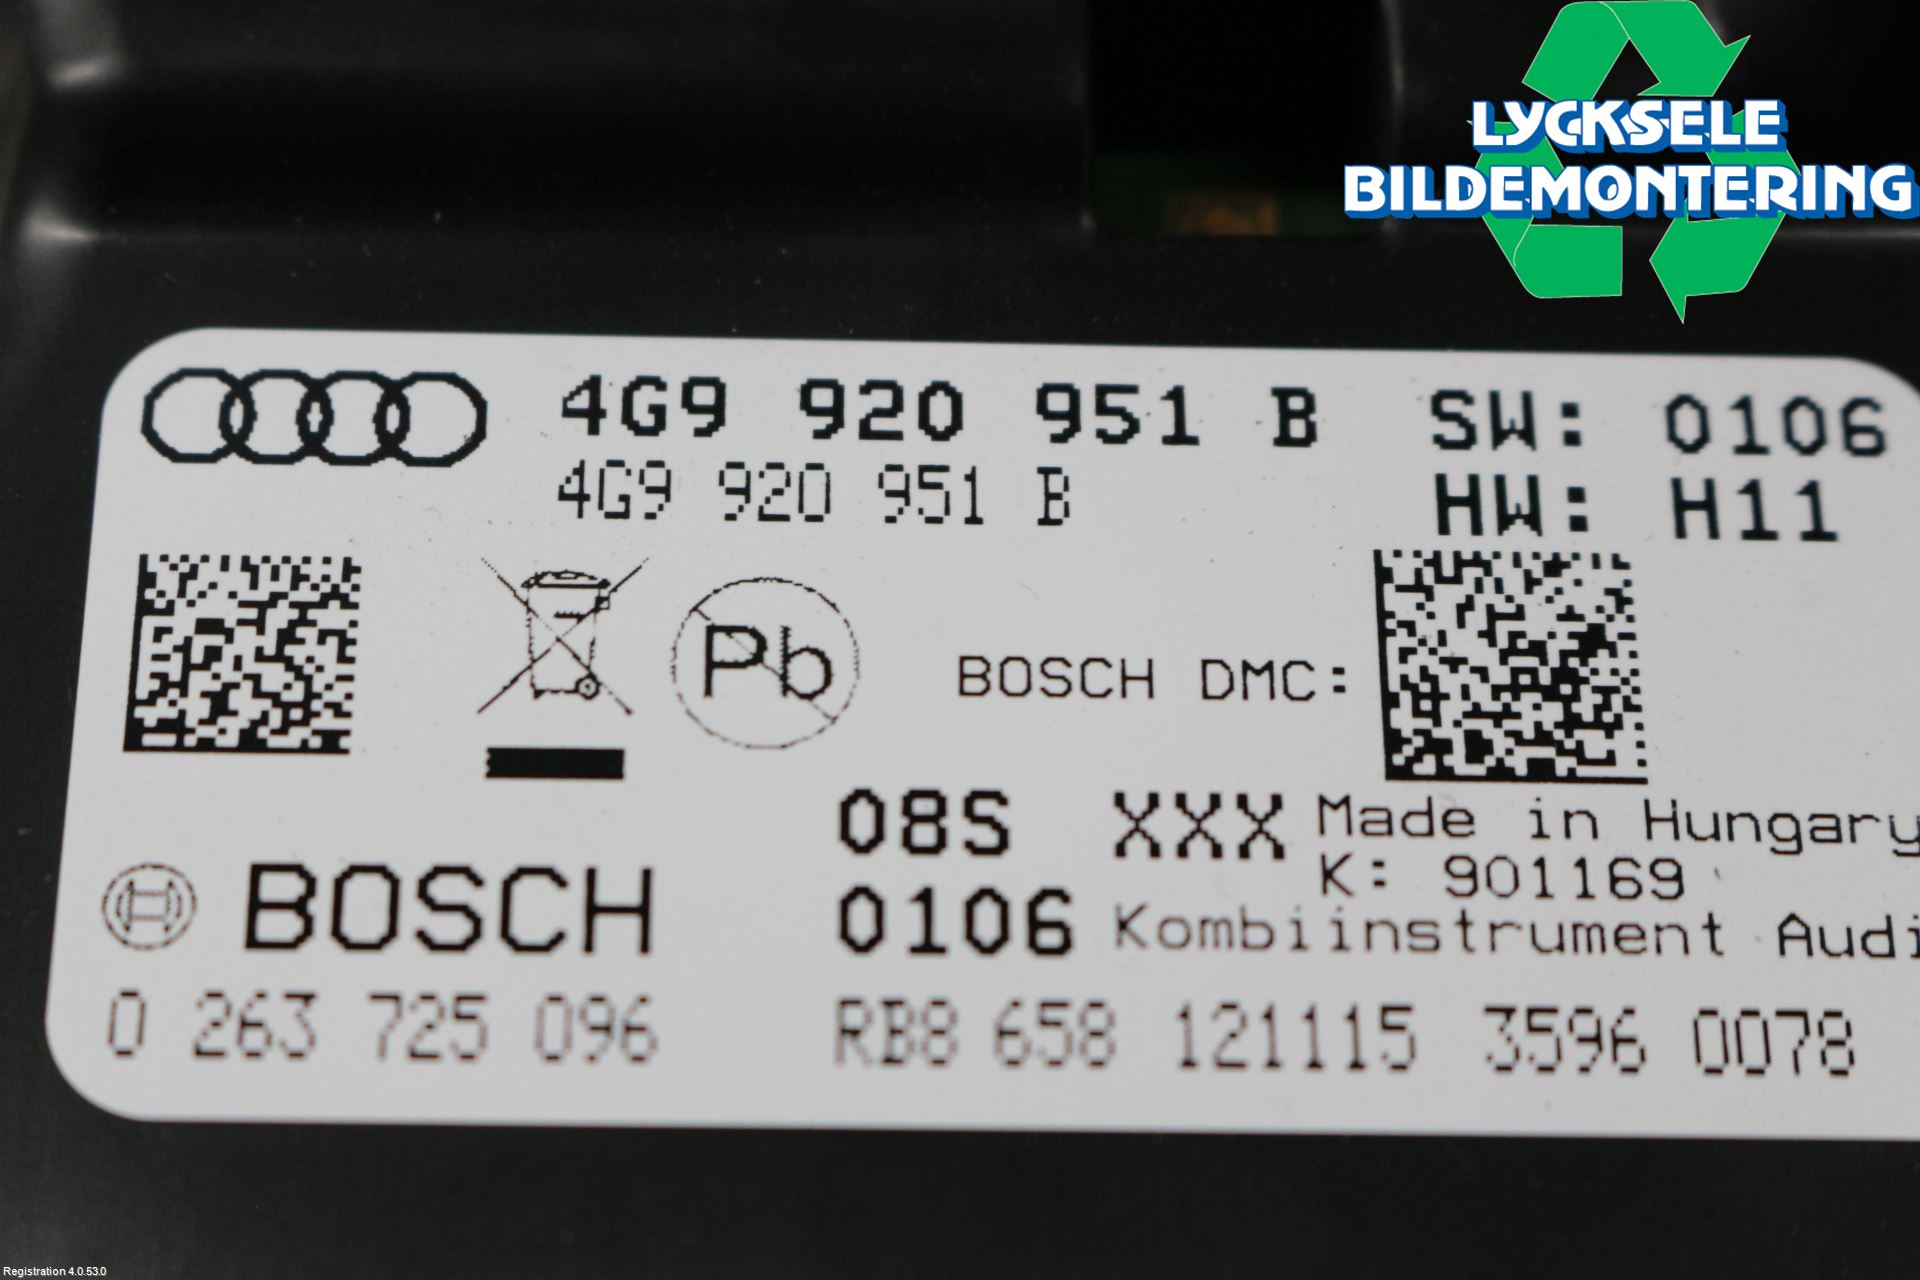 LYCKSELE
BILDEMONTERING
4G9 920 951 B SW: 0106
4G9 920 951 B HW: H11
Pb
BOSCH DMC:
08S XXX Made in Hungary
K: 901169
BOSCH 0106 Kombiinstrument Audi
0 263 725 096 RB8 658 121115 3596 0078
Registration 4.0.53.0